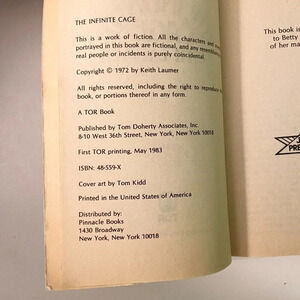 THE INFINITE CAGE
This is a work of fiction. All the characters and
portrayed in this book are fictional, and any resemblance
real people or incidents is purely coincidental.
Copyright © 1972 by Keith Laumer
All rights reserved, including the right to reproduce
book, or portions thereof in any form.
A TOR Book
Published by Tom Doherty Associates, Inc.
8-10 West 36th Street, New York, New York 10018
First TOR printing, May 1983
ISBN: 48-559-X
Cover art by Tom Kidd
Printed in the United States of America
Distributed by:
Pinnacle Books
1430 Broadway
New York, New York 10018
This book is
to Betty
of her ma
PRE